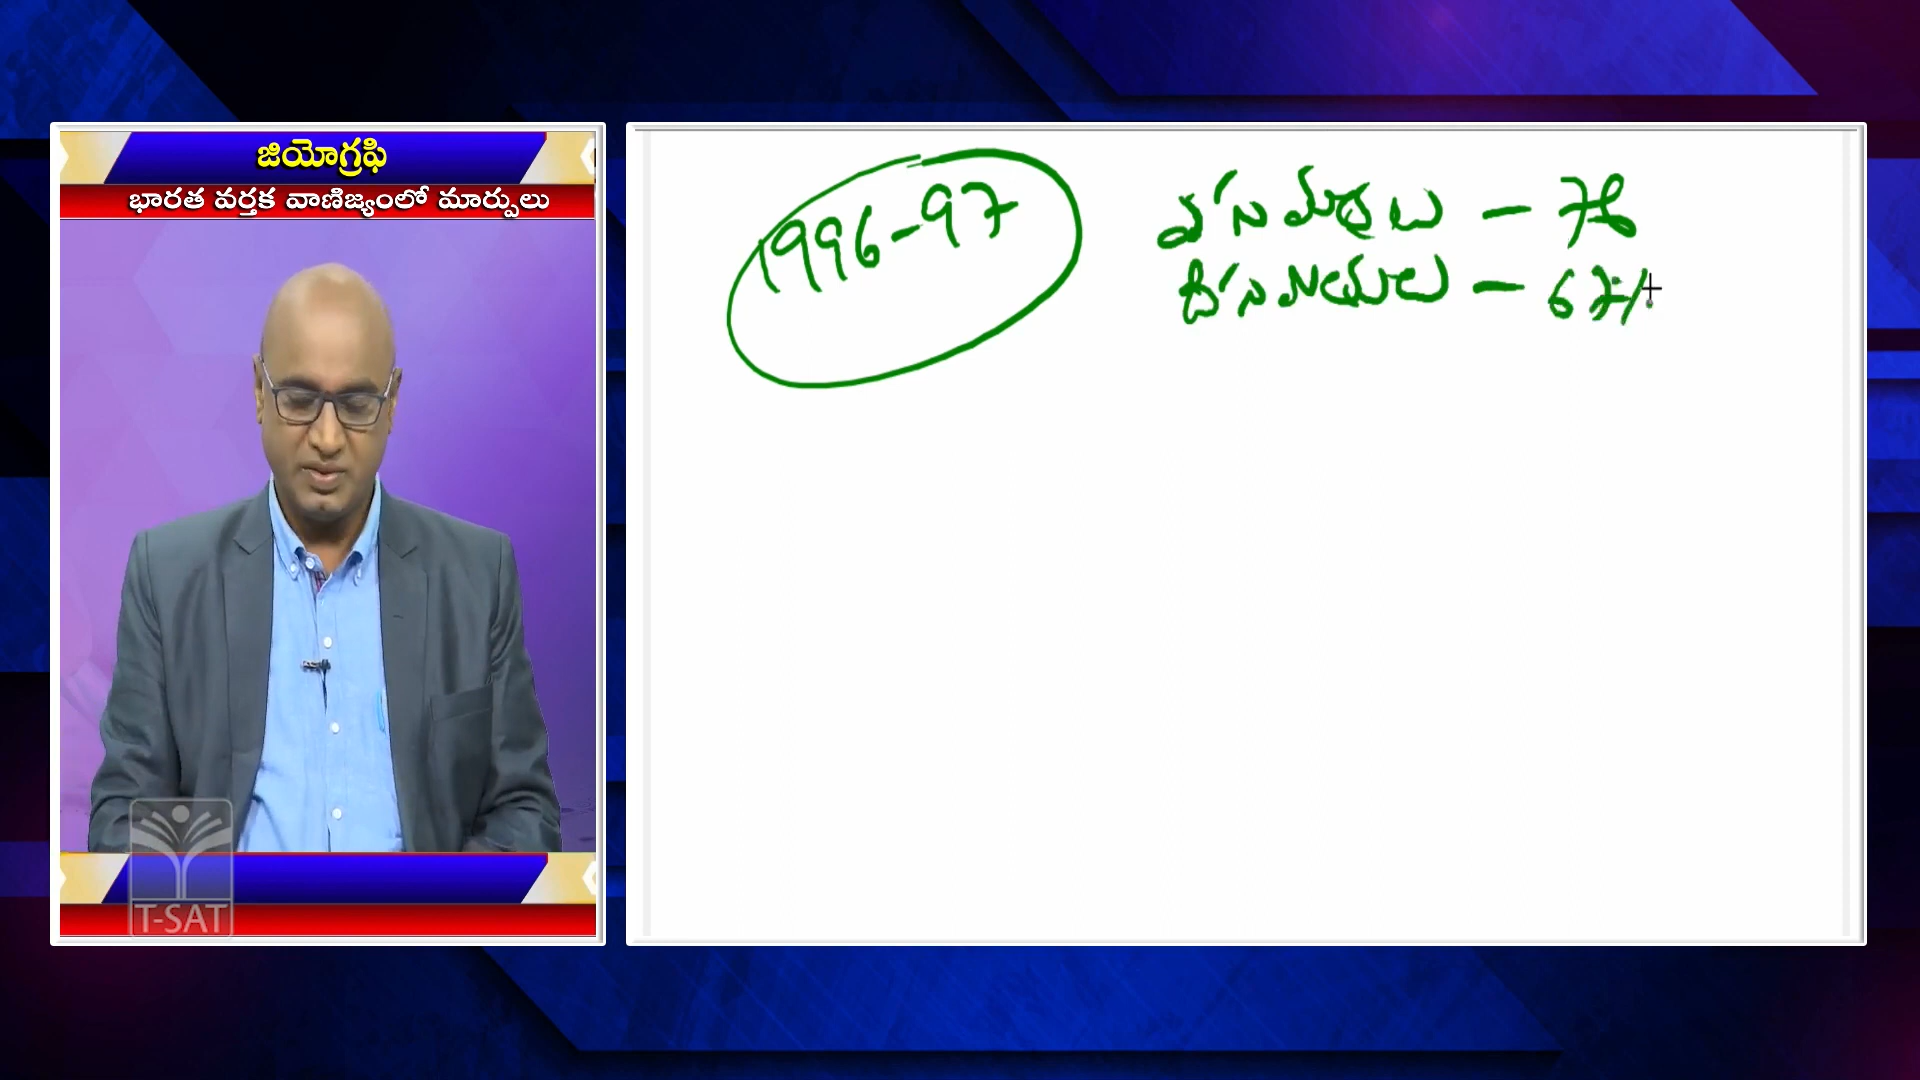 జియోగ్రఫి
భారత వర్తక వాణిజ్యంలో మార్పులు
1996-97
ఎగుమతులు - 7%
దిగుమతులు - 6
T-SAT